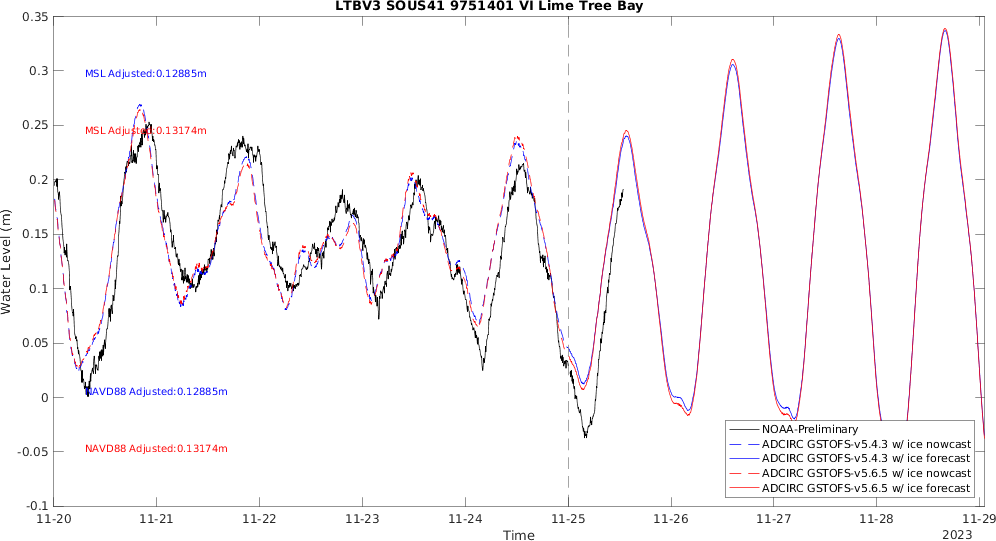 LTBV3 SOUS41 9751401 VI Lime Tree Bay
0.35
0.3
0.25
0.2
0.15
0.1
0.05
0
-0.05
-0.1
Water Level (m)
MSL Adjusted:0.12885m
MSL Adjusted:0.13174m
NAVD88 Adjusted:0.12885m
NAVD88 Adjusted:0.13174m
NOAA-Preliminary
ADCIRC GSTOFS-v5.4.3 w/ ice nowcast
ADCIRC GSTOFS-v5.4.3 w/ ice forecast
ADCIRC GSTOFS-v5.6.5 w/ ice nowcast
ADCIRC GSTOFS-v5.6.5 w/ ice forecast
11-20 11-21 11-22 11-23 11-24 11-25 11-26 11-27 11-28 11-29
Time
2023